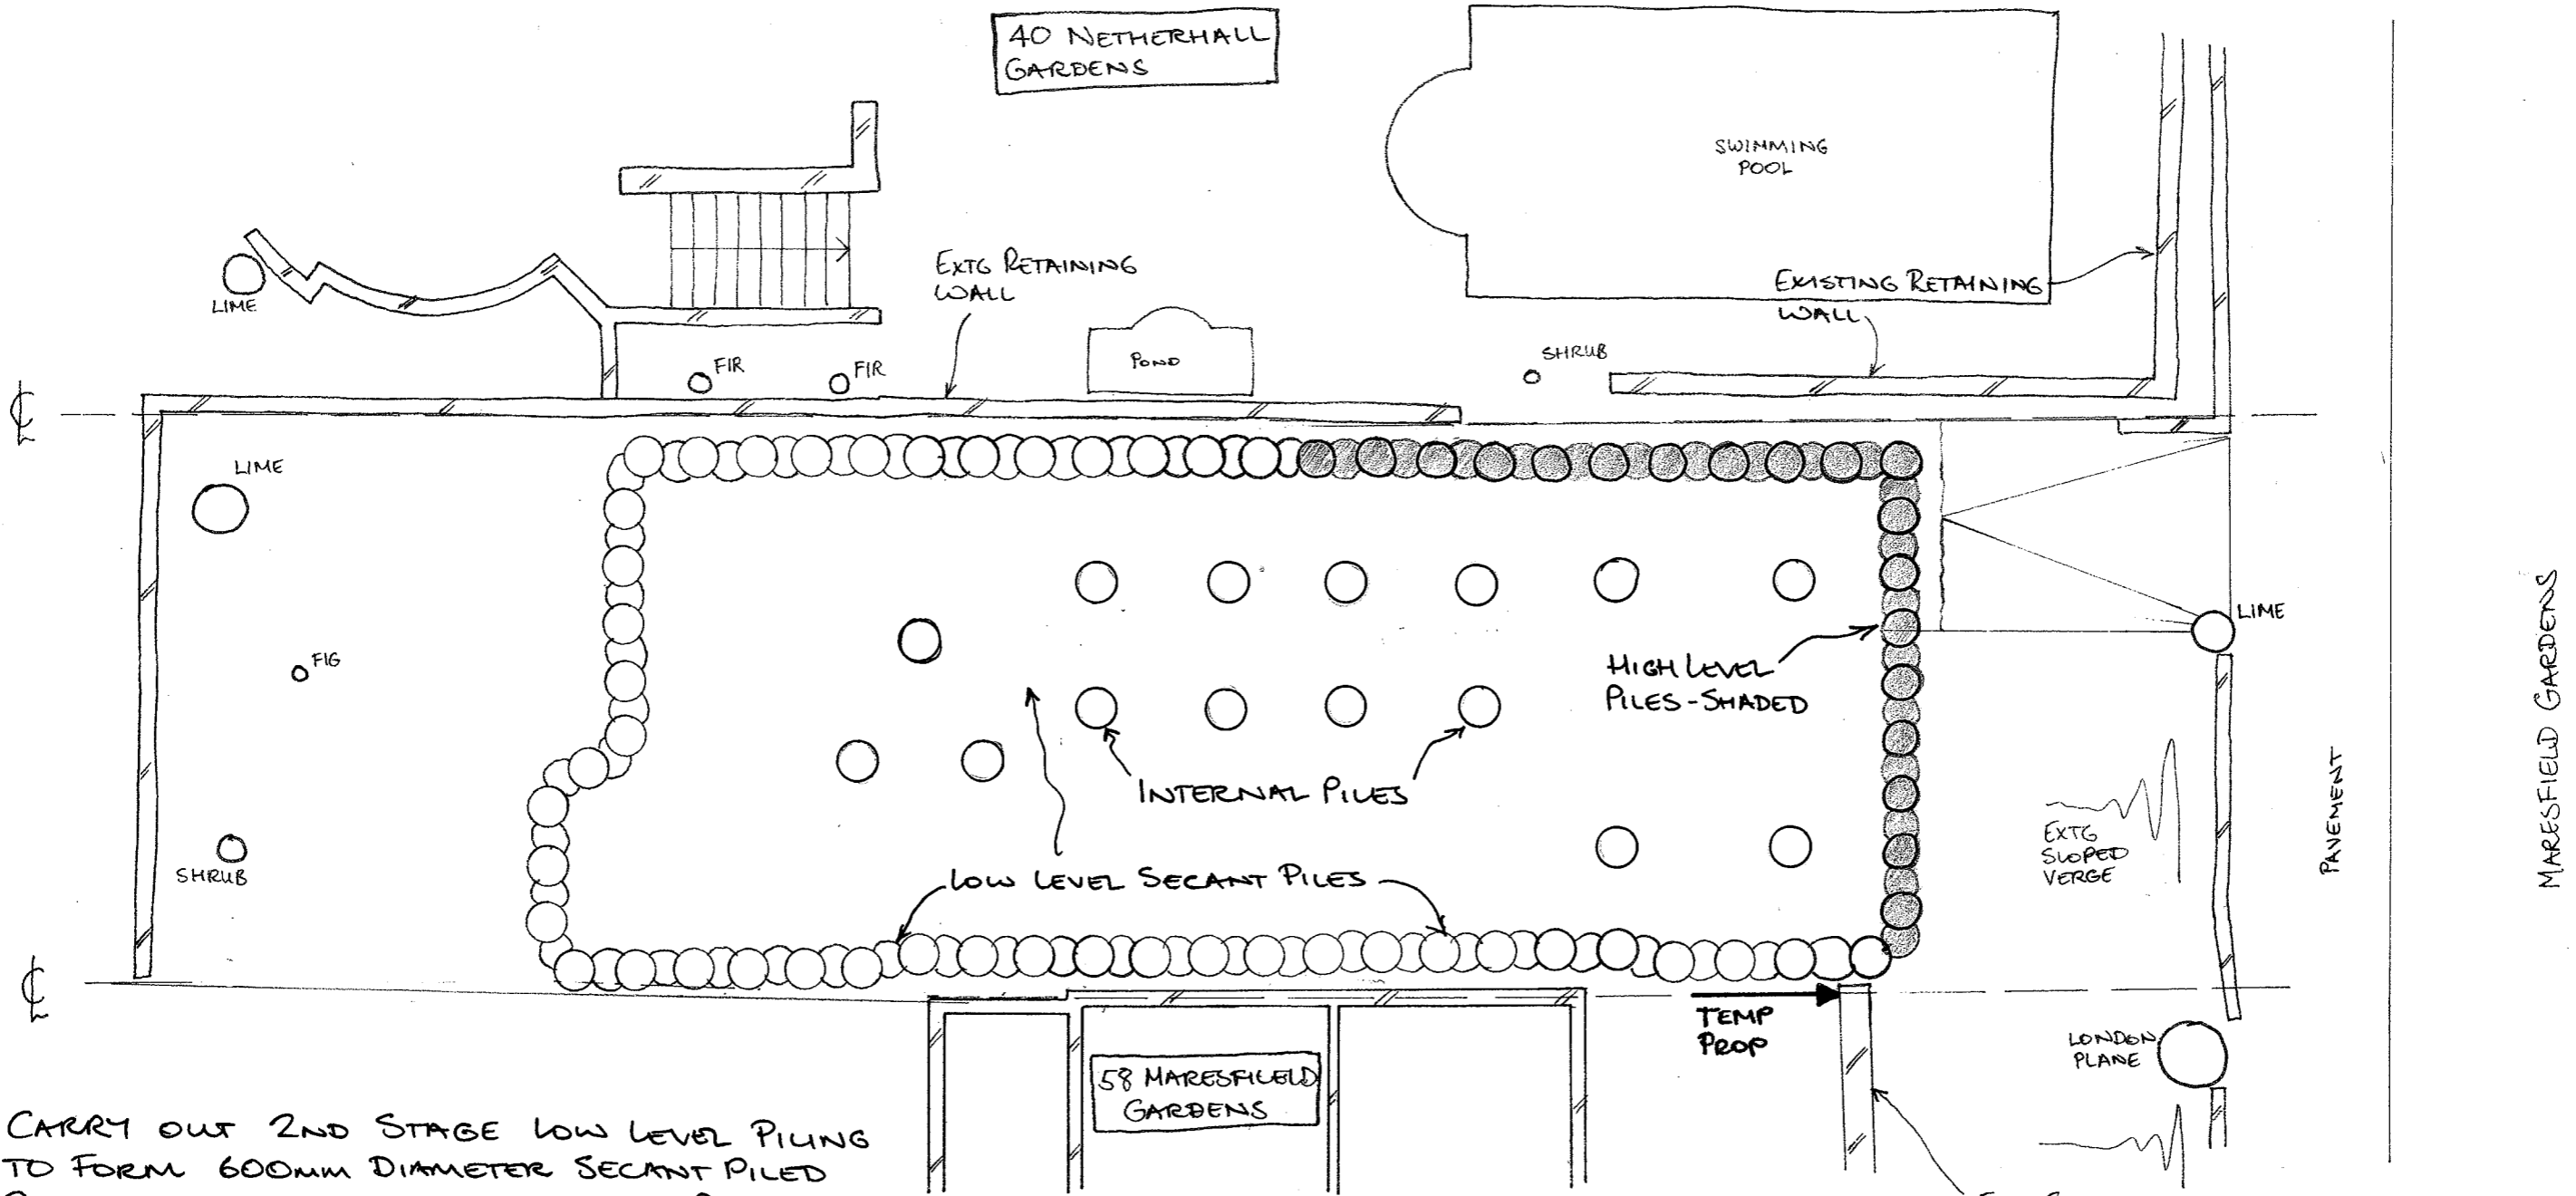 40 NETHERHALL
GARDENS
SWIMMING
POOL
EXTG RETAINING
WALL
EXISTING RETAINING
WALL
LIME
FIR
FIR
POND
SHRUB
LIME
LIME
FIG
HIGH LEVEL
PILES-SHADED
INTERNAL PILES
SHRUB
LOW LEVEL SECANT PILES
EXTG
SLOPED
VERGE
PAVEMENT
MARESFIELD GARDENS
TEMP
PROP
LONDON
PLANE
58 MARESFILELD
GARDENS
CARRY OUT 2ND STAGE LOW LEVEL PILING
TO FORM 600MM DIAMETER SECANT PILED